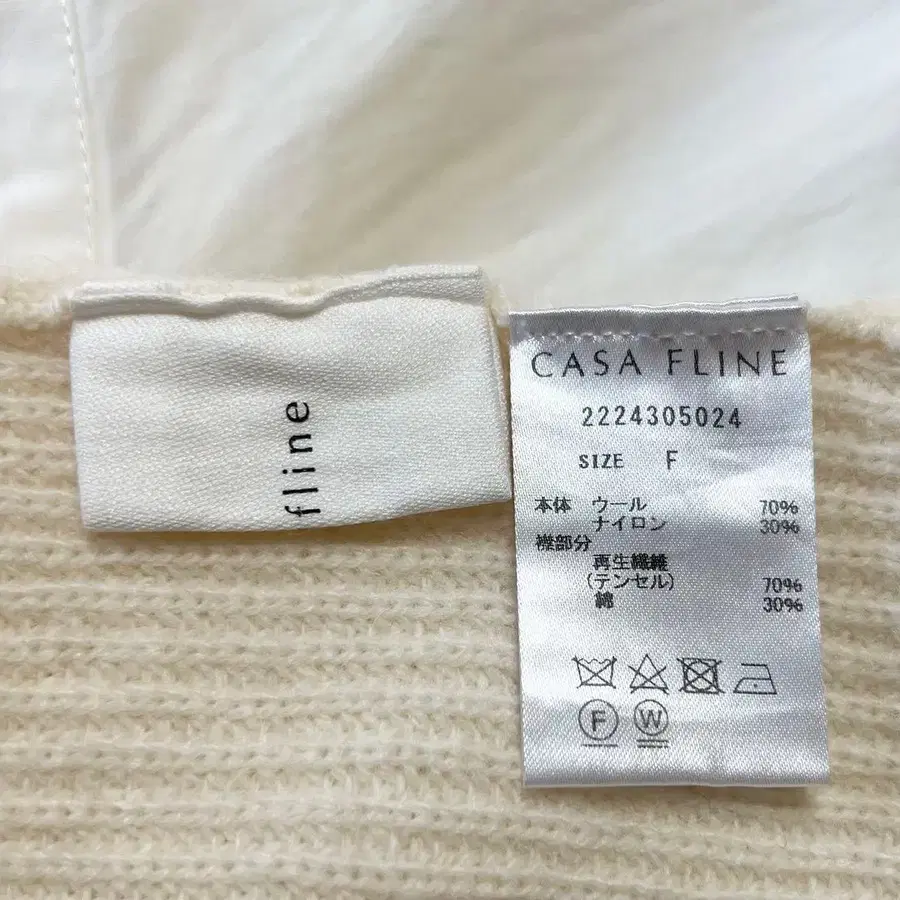 fline
CASA FLINE
2224305024
SIZE F
本体 ウール 70%
ナイロン 30%
襟部分
再生繊維
(テンセル) 70%
綿 30%
F W